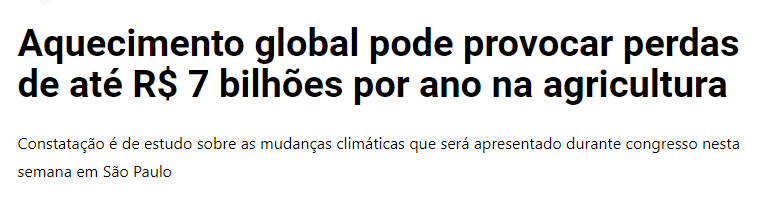 Aquecimento global pode provocar perdas
de até R$ 7 bilhões por ano na agricultura
Constatação é de estudo sobre as mudanças climáticas que será apresentado durante congresso nesta
semana em São Paulo